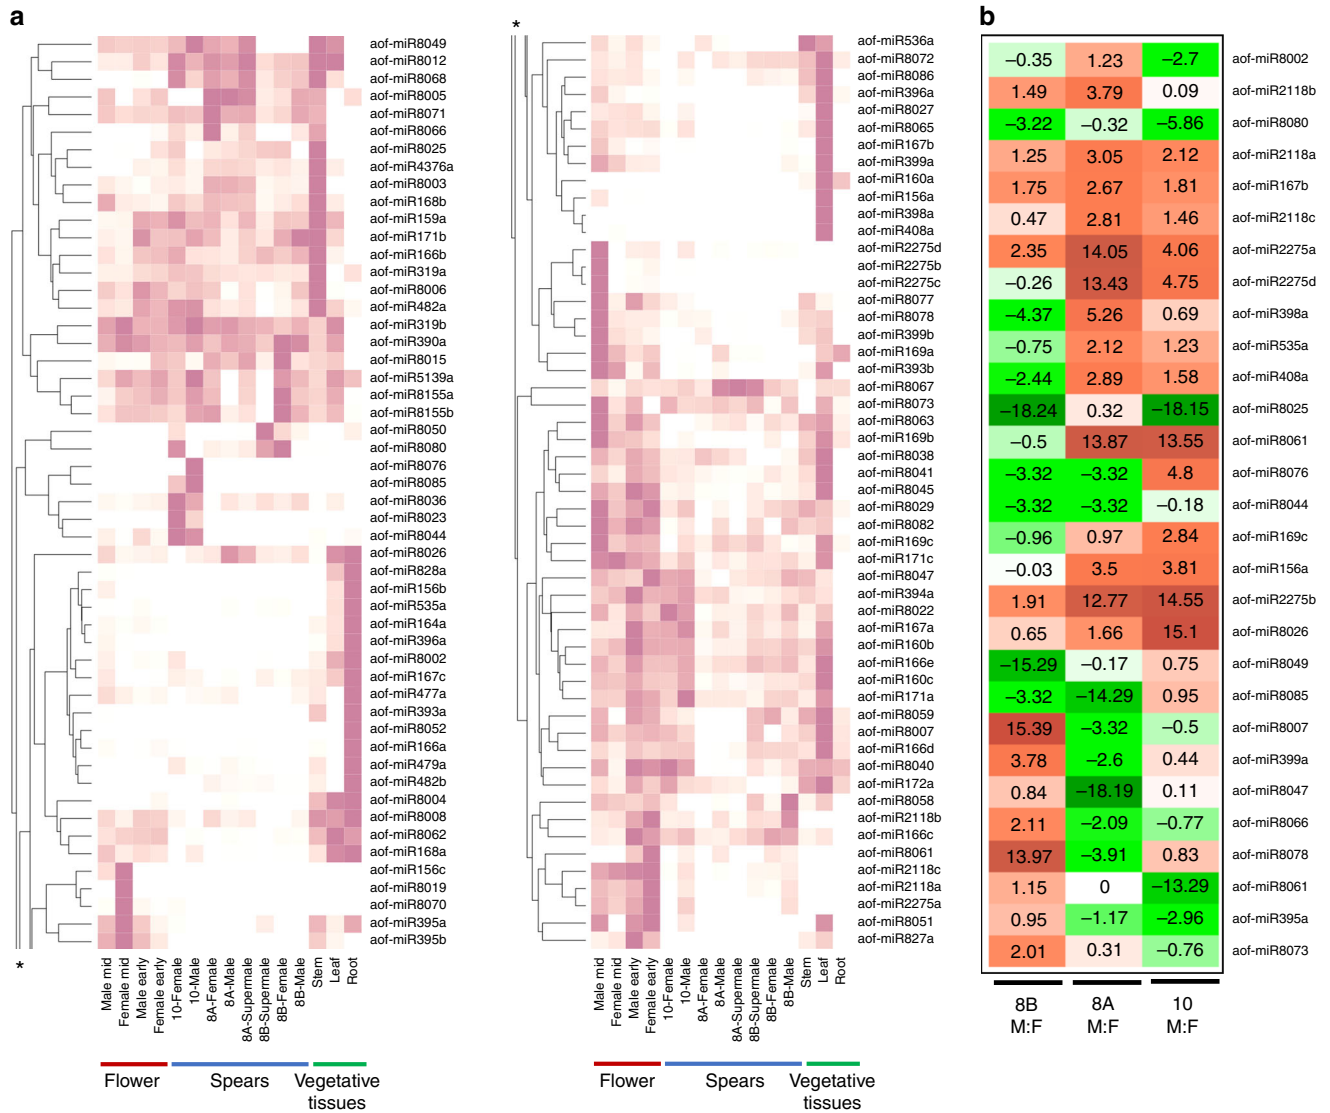 a
*
aof-miR8049
aof-miR8012
aof-miR8068
aof-miR8005
aof-miR8071
aof-miR8066
aof-miR8025
aof-miR4376a
aof-miR8003
aof-miR168b
aof-miR159a
aof-miR171b
aof-miR166b
aof-miR319a
aof-miR8006
aof-miR482a
aof-miR319b
aof-miR390a
aof-miR8015
aof-miR5139a
aof-miR8155a
aof-miR8155b
aof-miR8050
aof-miR8080
aof-miR8076
aof-miR8085
aof-miR8036
aof-miR8023
aof-miR8044
aof-miR8026
aof-miR828a
aof-miR156b
aof-miR535a
aof-miR164a
aof-miR396a
aof-miR8002
aof-miR167c
aof-miR477a
aof-miR393a
aof-miR8052
aof-miR166a
aof-miR479a
aof-miR482b
aof-miR8004
aof-miR8008
aof-miR8062
aof-miR168a
aof-miR156c
aof-miR8019
aof-miR8070
aof-miR395a
aof-miR395b
*
Male mid
Female mid
Male early
Female early
10-Female
10-Male
8A-Female
8A-Male
8A-Supermale
8B-Supermale
8B-Female
8B-Male
Stem
Leaf
Root
Flower
Spears
Vegetative
tissues
aof-miR536a
aof-miR8072
aof-miR8086
aof-miR396a
aof-miR8027
aof-miR8065
aof-miR167b
aof-miR399a
aof-miR160a
aof-miR156a
aof-miR398a
aof-miR408a
aof-miR2275d
aof-miR2275b
aof-miR2275c
aof-miR8077
aof-miR8078
aof-miR399b
aof-miR169a
aof-miR393b
aof-miR8067
aof-miR8073
aof-miR8063
aof-miR169b
aof-miR8038
aof-miR8041
aof-miR8045
aof-miR8029
aof-miR8082
aof-miR169c
aof-miR171c
aof-miR8047
aof-miR394a
aof-miR8022
aof-miR167a
aof-miR160b
aof-miR166e
aof-miR160c
aof-miR171a
aof-miR8059
aof-miR8007
aof-miR166d
aof-miR8040
aof-miR172a
aof-miR8058
aof-miR2118b
aof-miR166c
aof-miR8061
aof-miR2118c
aof-miR2118a
aof-miR2275a
aof-miR8051
aof-miR827a
Male mid
Female mid
Male early
Female early
10-Female
10-Male
8A-Female
8A-Male
8A-Supermale
8B-Supermale
8B-Female
8B-Male
Stem
Leaf
Root
Flower
Spears
Vegetative
tissues
b
−0.35 1.23 −2.7 aof-miR8002
1.49 3.79 0.09 aof-miR2118b
−3.22 −0.32 −5.86 aof-miR8080
1.25 3.05 2.12 aof-miR2118a
1.75 2.67 1.81 aof-miR167b
0.47 2.81 1.46 aof-miR2118c
2.35 14.05 4.06 aof-miR2275a
−0.26 13.43 4.75 aof-miR2275d
−4.37 5.26 0.69 aof-miR398a
−0.75 2.12 1.23 aof-miR535a
−2.44 2.89 1.58 aof-miR408a
−18.24 0.32 −18.15 aof-miR8025
−0.5 13.87 13.55 aof-miR8061
−3.32 −3.32 4.8 aof-miR8076
−3.32 −3.32 −0.18 aof-miR8044
−0.96 0.97 2.84 aof-miR169c
−0.03 3.5 3.81 aof-miR156a
1.91 12.77 14.55 aof-miR2275b
0.65 1.66 15.1 aof-miR8026
−15.29 −0.17 0.75 aof-miR8049
−3.32 −14.29 0.95 aof-miR8085
15.39 −3.32 −0.5 aof-miR8007
3.78 −2.6 0.44 aof-miR399a
0.84 −18.19 0.11 aof-miR8047
2.11 −2.09 −0.77 aof-miR8066
13.97 −3.91 0.83 aof-miR8078
1.15 0 −13.29 aof-miR8061
0.95 −1.17 −2.96 aof-miR395a
2.01 0.31 −0.76 aof-miR8073
8B 8A 10
M:F M:F M:F